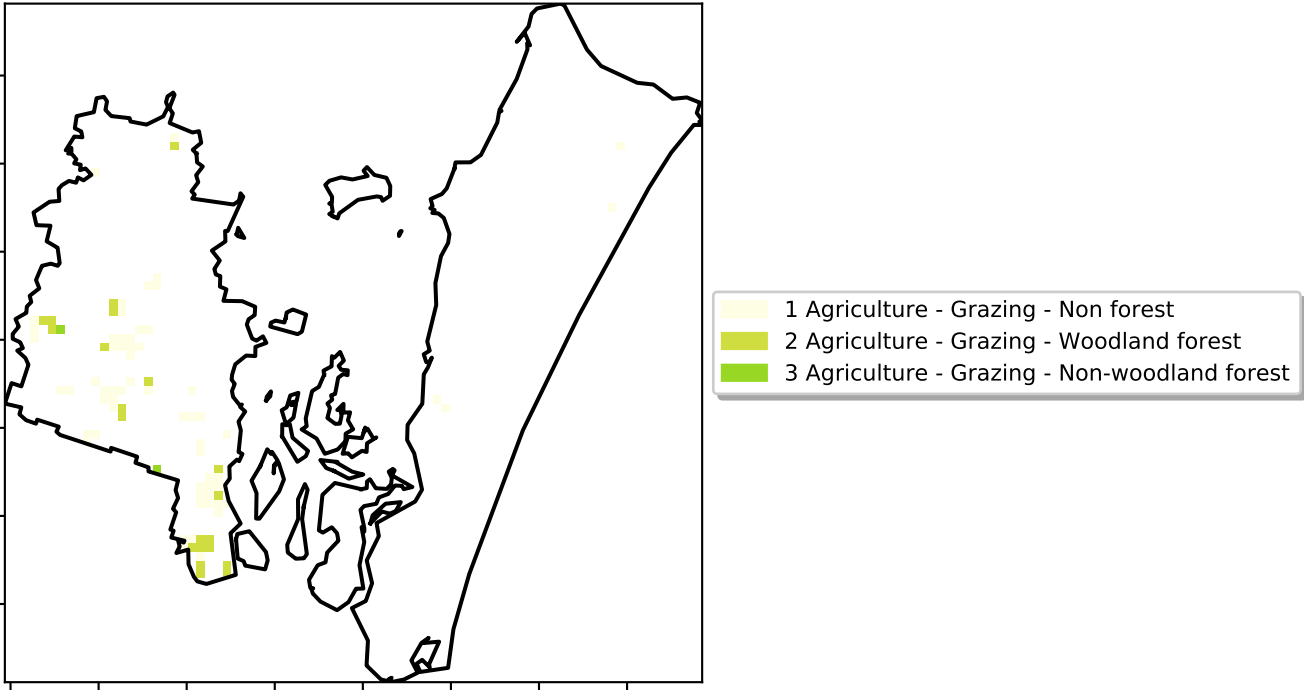 1 Agriculture - Grazing - Non forest
2 Agriculture - Grazing - Woodland forest
3 Agriculture - Grazing - Non-woodland forest